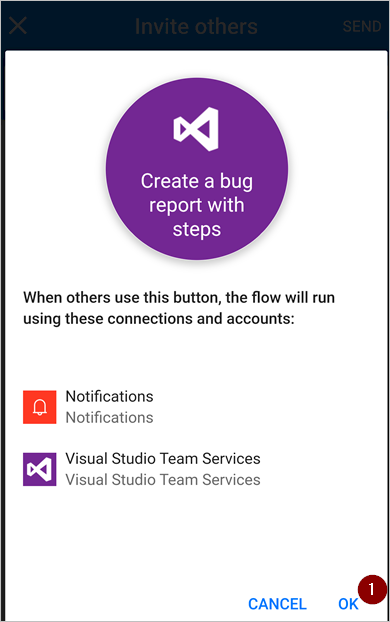 Invite others
SEND
Create a bug
report with
steps
When others use this button, the flow will run
using these connections and accounts:
Notifications
Notifications
Visual Studio Team Services
Visual Studio Team Services
CANCEL
OK
1